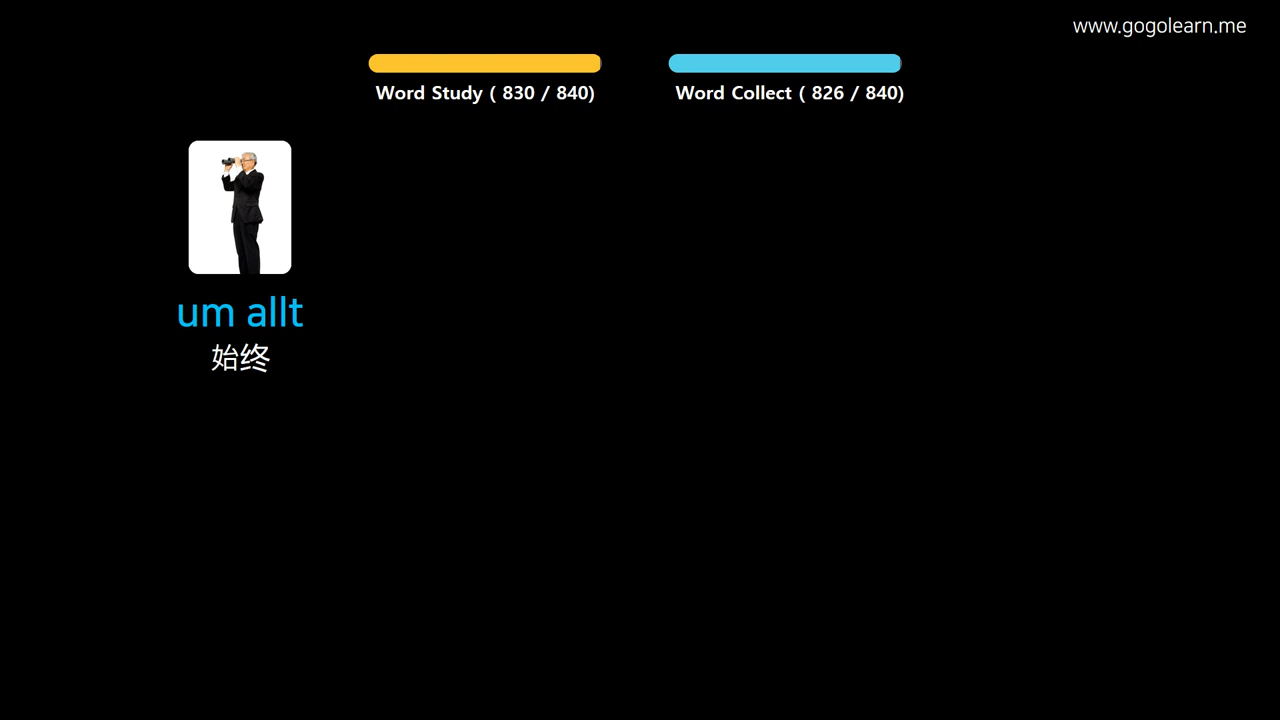 www.gogolearn.me
Word Study ( 830 / 840)
Word Collect ( 826 / 840)
um allt
始终